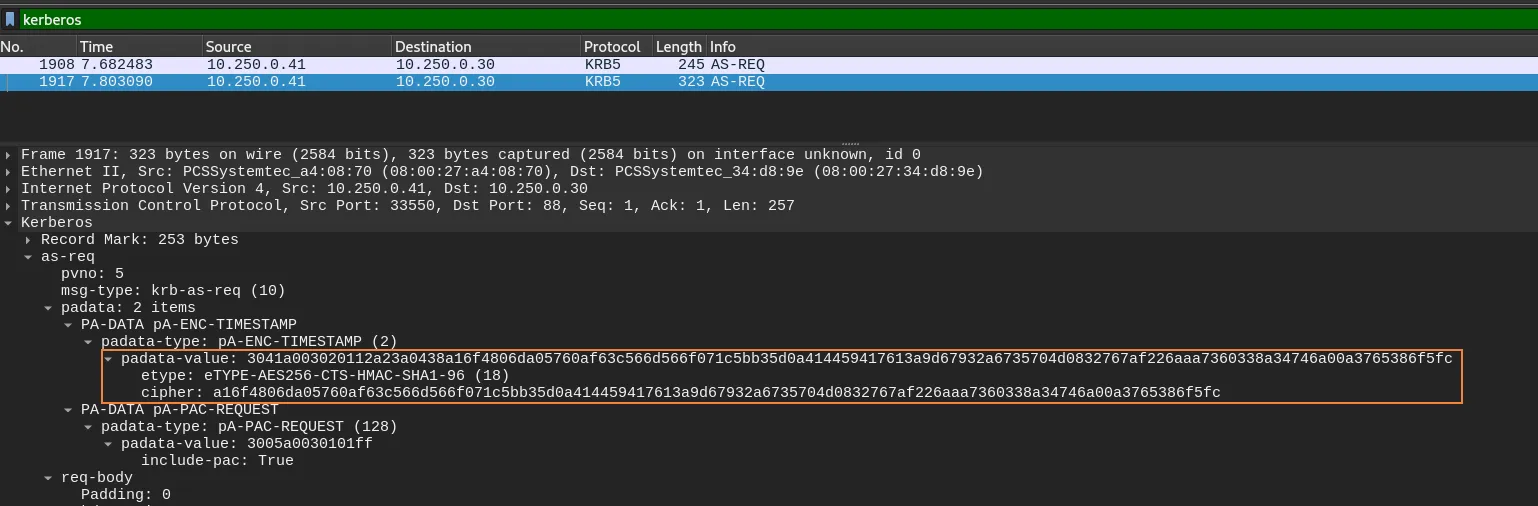 kerberos
No. Time Source Destination Protocol Length Info
1908 7.682483 10.250.0.41 10.250.0.30 KRB5 245 AS-REQ
1917 7.803090 10.250.0.41 10.250.0.30 KRB5 323 AS-REQ
Frame 1917: 323 bytes on wire (2584 bits), 323 bytes captured (2584 bits) on interface unknown, id 0
Ethernet II, Src: PCSSystemtec_a4:08:70 (08:00:27:a4:08:70), Dst: PCSSystemtec_34:d8:9e (08:00:27:34:d8:9e)
Internet Protocol Version 4, Src: 10.250.0.41, Dst: 10.250.0.30
Transmission Control Protocol, Src Port: 33550, Dst Port: 88, Seq: 1, Ack: 1, Len: 257
Kerberos
Record Mark: 253 bytes
as-req
pvno: 5
msg-type: krb-as-req (10)
padata: 2 items
PA-DATA pA-ENC-TIMESTAMP
padata-type: pA-ENC-TIMESTAMP (2)
padata-value: 3041a003020112a23a0438a16f4806da05760af63c566d566f071c5bb35d0a414459417613a9d67932a6735704d0832767af226aaa7360338a34746a00a3765386f5fc
etype: eTYPE-AES256-CTS-HMAC-SHA1-96 (18)
cipher: a16f4806da05760af63c566d566f071c5bb35d0a414459417613a9d67932a6735704d0832767af226aaa7360338a34746a00a3765386f5fc
PA-DATA pA-PAC-REQUEST
padata-type: pA-PAC-REQUEST (128)
padata-value: 3005a0030101ff
include-pac: True
req-body
Padding: 0